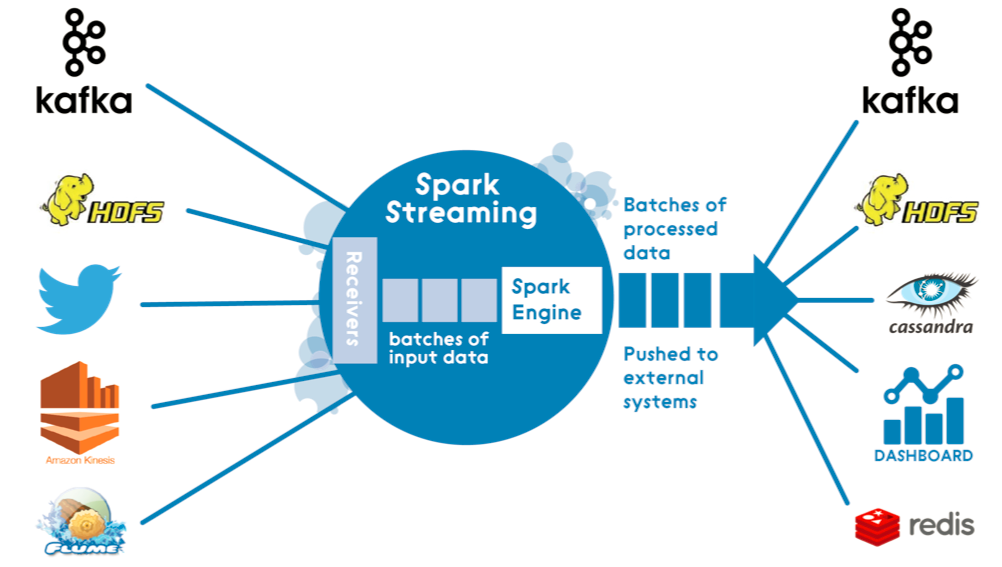 kafka
HDFS
Amazon Kinesis
FLUME
Spark
Streaming
Receivers
batches of
input data
Spark
Engine
Batches of
processed
data
Pushed to
external
systems
kafka
HDFS
cassandra
DASHBOARD
redis